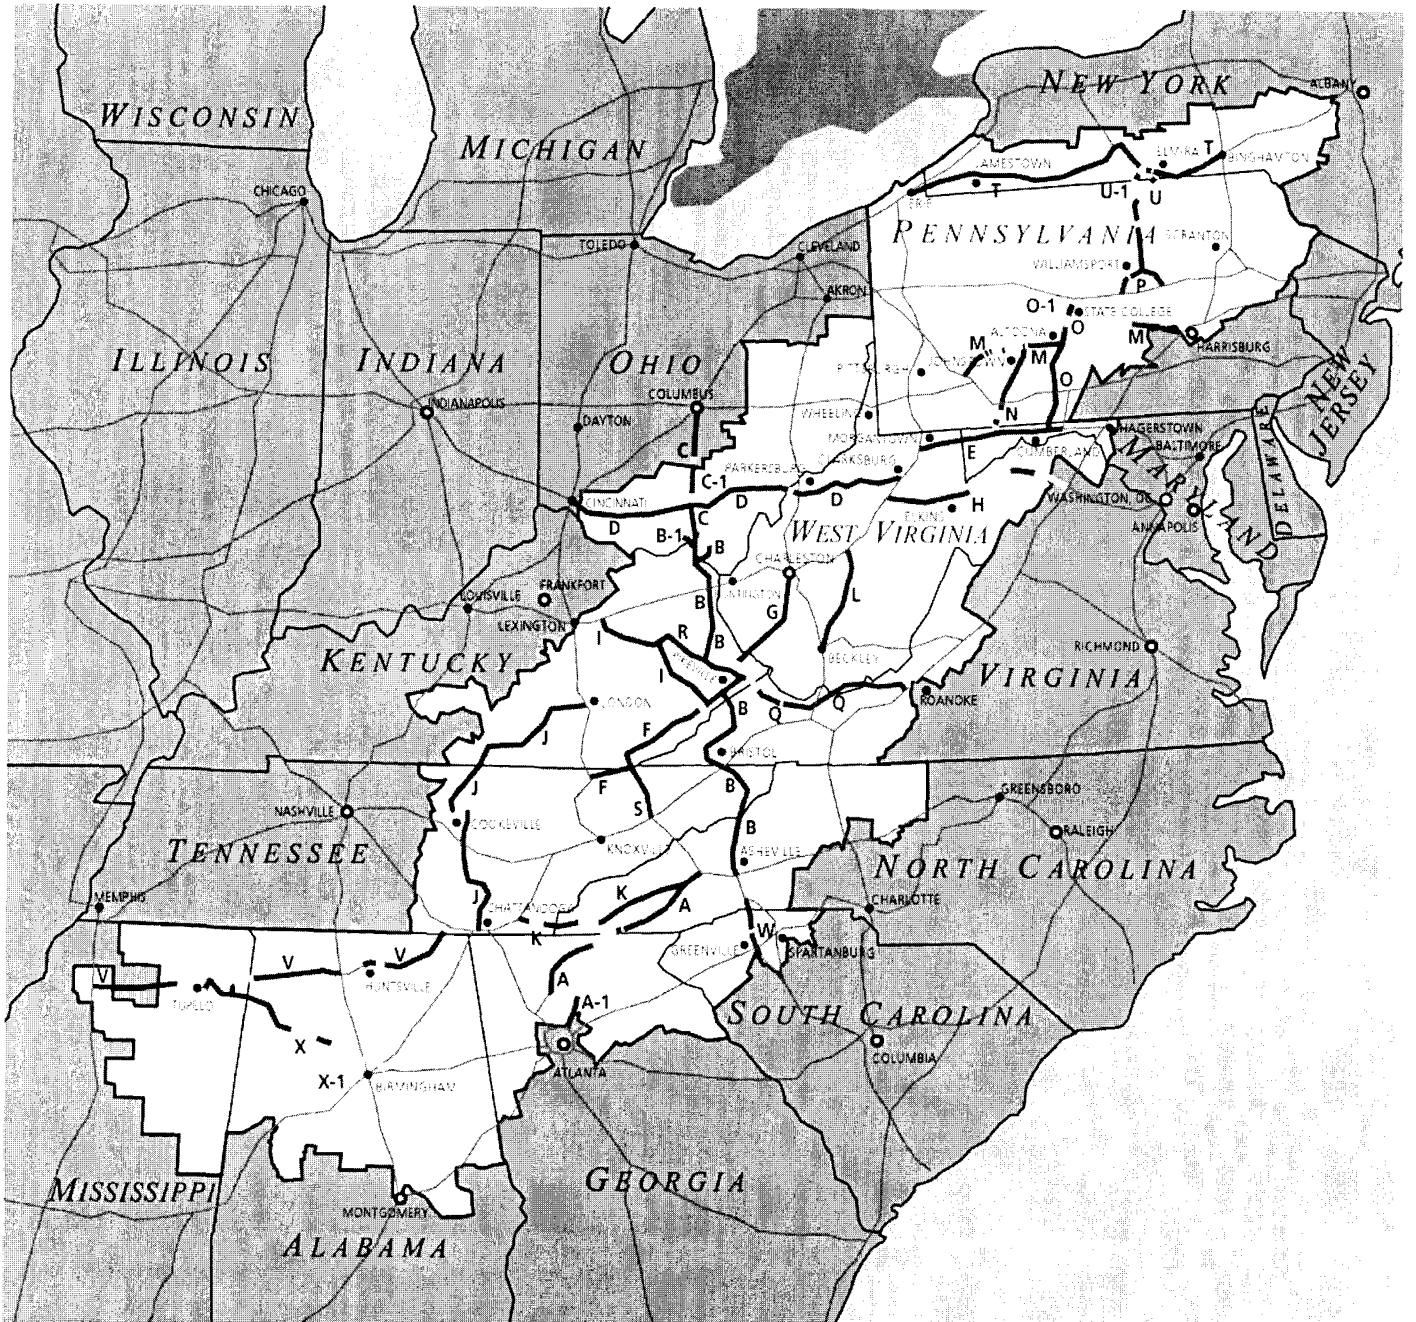 NEW YORK
ALBANY
WISCONSIN
MICHIGAN
JAMESTOWN
ELMIRA
T
BINGHAMTON
CHICAGO
ERIE
T
U-1
U
TOLEDO
CLEVELAND
PENNSYLVANIA
SCRANTON
WILLIAMSPORT
AKRON
P
O-1
STATE COLLEGE
O
ALTOONA
M
M
M
HARRISBURG
ILLINOIS
INDIANA
OHIO
JOHNSTOWN
PITTSBURGH
O
NEW JERSEY
COLUMBUS
INDIANAPOLIS
DAYTON
WHEELING
N
DELAWARE
HAGERSTOWN
MORGANTOWN
E
CUMBERLAND
BALTIMORE
C
CLARKSBURG
PARKERSBURG
MARYLAND
C-1
D
D
WASHINGTON, DC
CINCINNATI
H
ELKINS
ANNAPOLIS
D
C
B-1
B
WEST VIRGINIA
CHARLESTON
FRANKFORT
HUNTINGTON
LOUISVILLE
B
G
L
LEXINGTON
I
R
B
RICHMOND
KENTUCKY
PIKEVILLE
BECKLEY
I
VIRGINIA
LONDON
B
Q
Q
ROANOKE
J
F
BRISTOL
J
F
B
GREENSBORO
NASHVILLE
S
COOKEVILLE
B
RALEIGH
TENNESSEE
KNOXVILLE
ASHEVILLE
NORTH CAROLINA
MEMPHIS
J
K
A
CHARLOTTE
CHATTANOOGA
K
W
GREENVILLE
SPARTANBURG
V
V
V
HUNTSVILLE
A
TUPELO
A-1
SOUTH CAROLINA
X
COLUMBIA
X-1
BIRMINGHAM
ATLANTA
MISSISSIPPI
GEORGIA
MONTGOMERY
ALABAMA